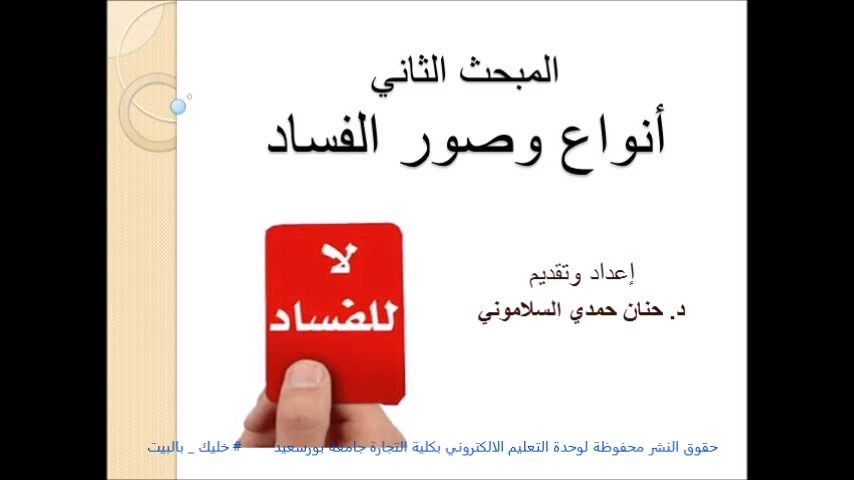 المبحث الثاني
أنواع وصور الفساد
لا
للفساد
إعداد وتقديم
د. حنان حمدي السلاموني
حقوق النشر محفوظة لوحدة التعليم الالكتروني بكلية التجارة جامعة بورسعيد # خليك _ بالبيت